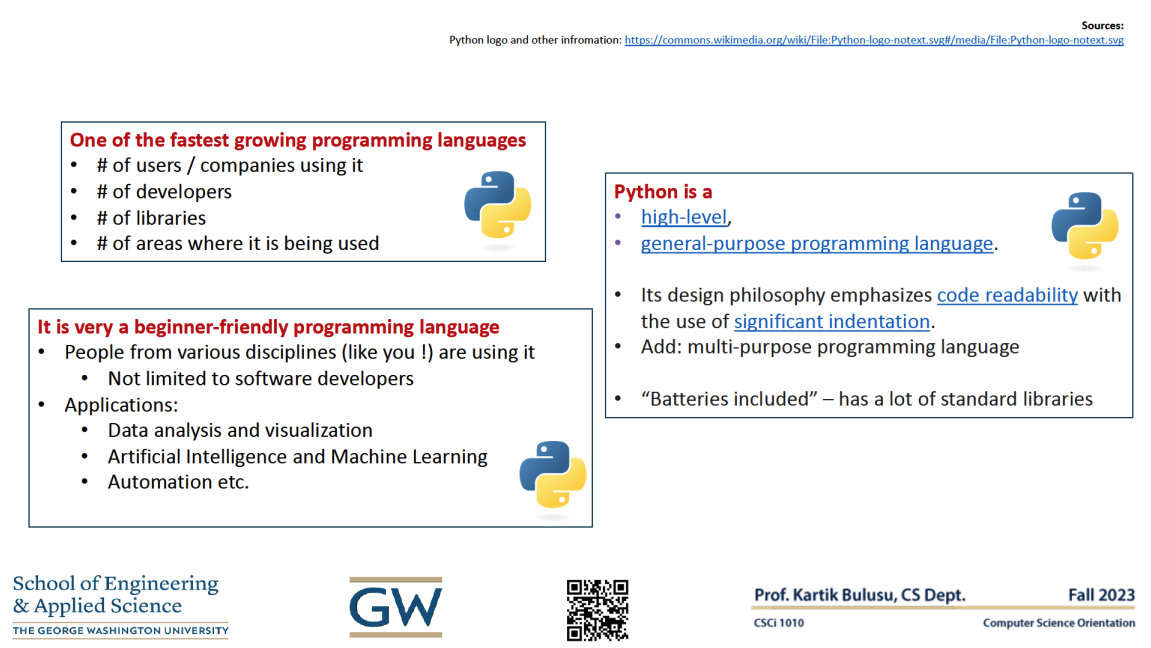 Sources:
Python logo and other infromation: https://commons.wikimedia.org/wiki/File:Python-logo-notext.svg#/media/File:Python-logo-notext.svg
One of the fastest growing programming languages
• # of users / companies using it
• # of developers
• # of libraries
• # of areas where it is being used
It is very a beginner-friendly programming language
• People from various disciplines (like you !) are using it
• Not limited to software developers
• Applications:
• Data analysis and visualization
• Artificial Intelligence and Machine Learning
• Automation etc.
Python is a
• high-level,
• general-purpose programming language.
• Its design philosophy emphasizes code readability with
the use of significant indentation.
• Add: multi-purpose programming language
• “Batteries included” – has a lot of standard libraries
School of Engineering
& Applied Science
THE GEORGE WASHINGTON UNIVERSITY
GW
Prof. Kartik Bulusu, CS Dept. Fall 2023
CSCi 1010 Computer Science Orientation